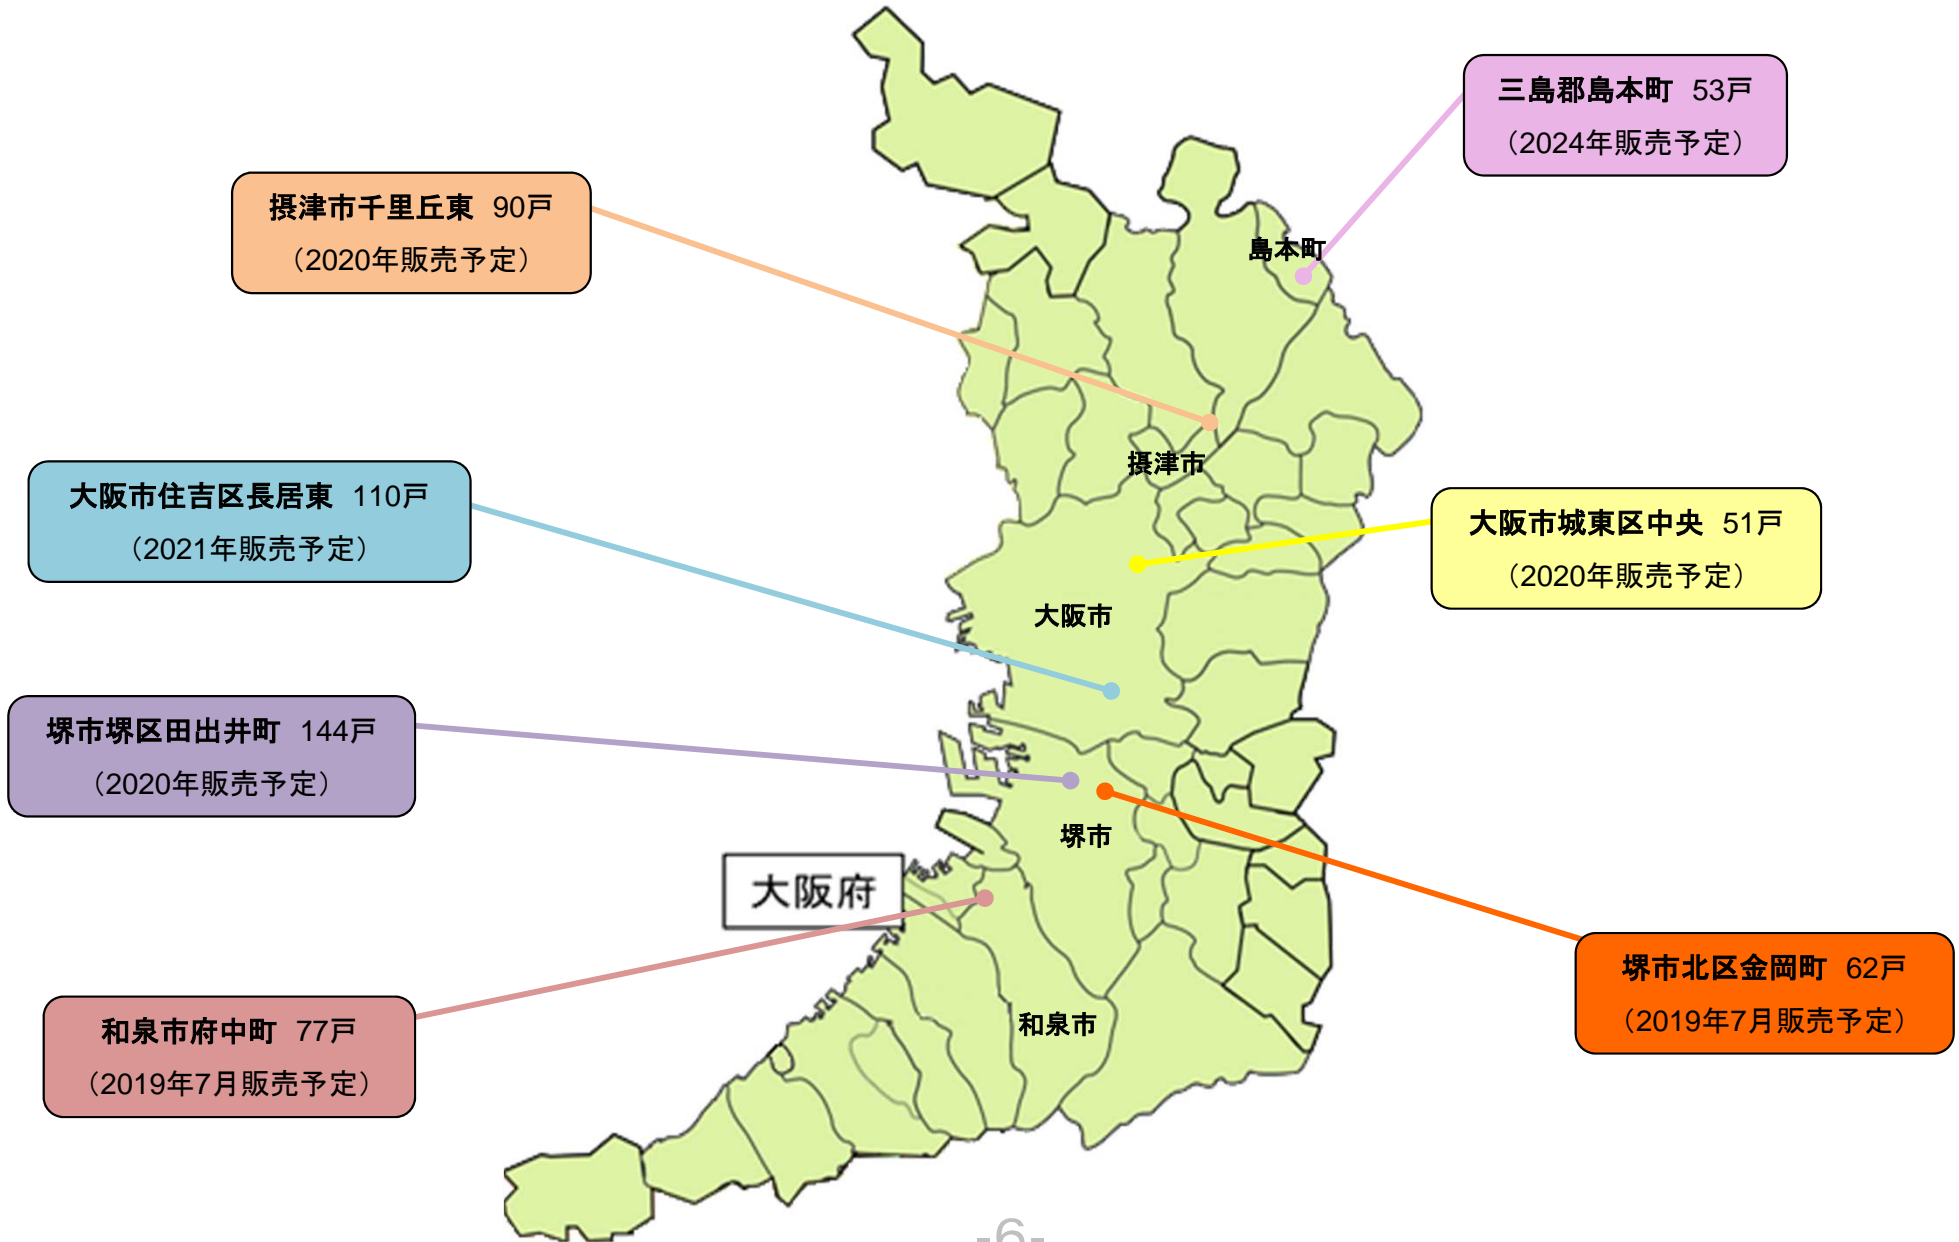 三島郡島本町 53戸
（2024年販売予定）
摂津市千里丘東 90戸
（2020年販売予定）
島本町
摂津市
大阪市住吉区長居東 110戸
（2021年販売予定）
大阪市城東区中央 51戸
（2020年販売予定）
大阪市
堺市堺区田出井町 144戸
（2020年販売予定）
堺市
大阪府
堺市北区金岡町 62戸
（2019年7月販売予定）
和泉市府中町 77戸
（2019年7月販売予定）
和泉市
-6-